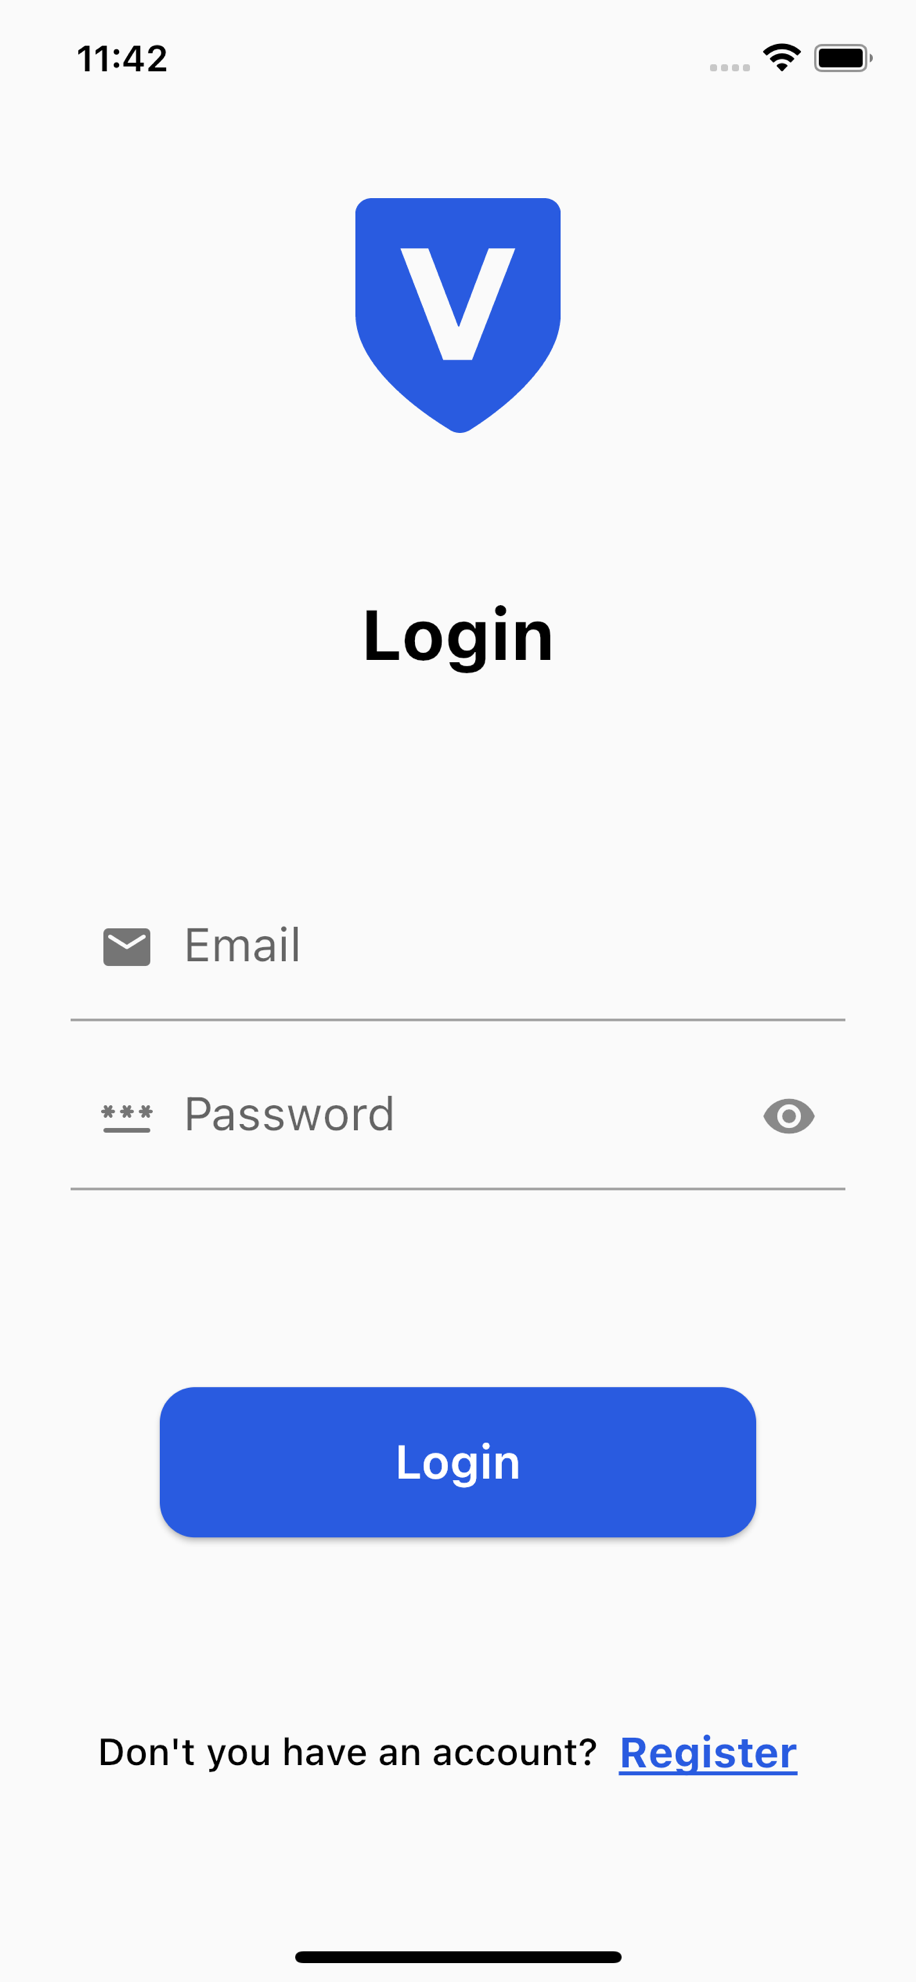 11:42
V
Login
Email
Password
Login
Don't you have an account? Register